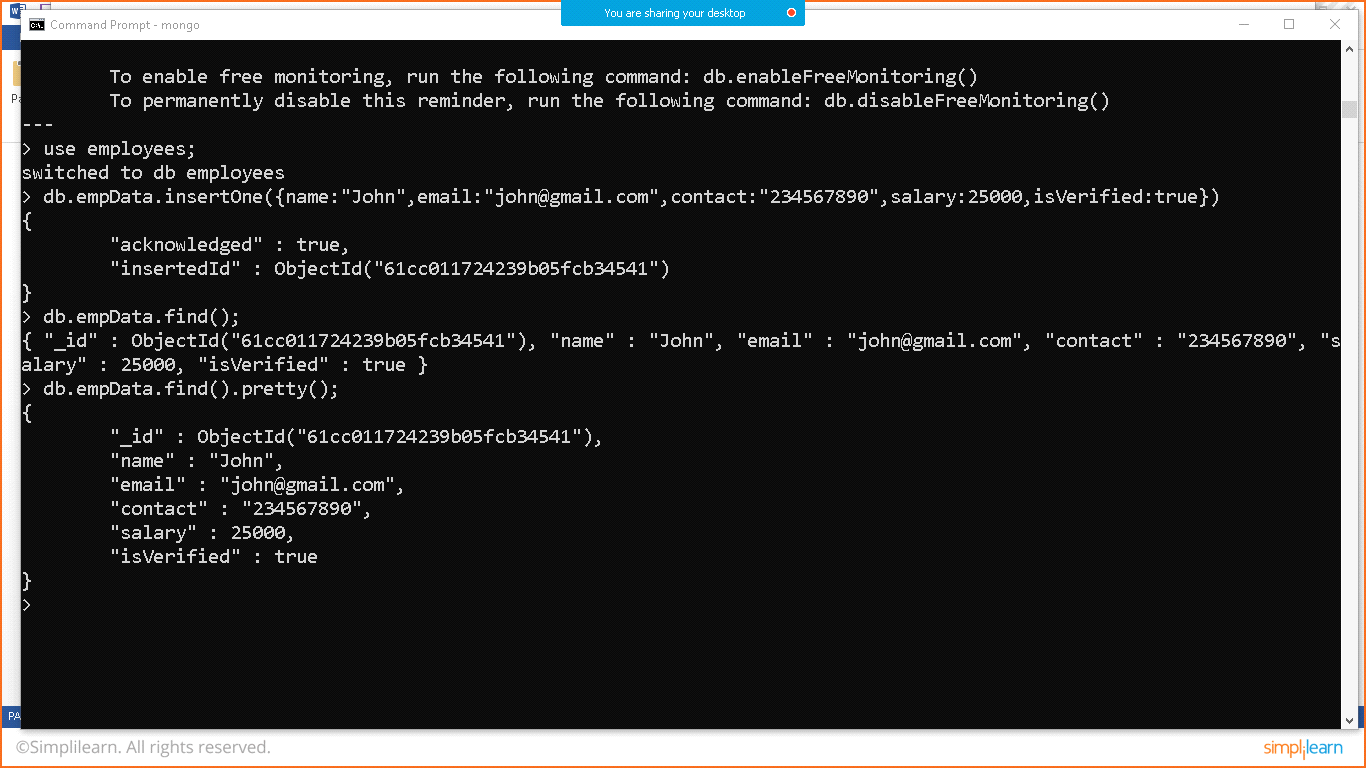 You are sharing your desktop
Command Prompt - mongo
To enable free monitoring, run the following command: db.enableFreeMonitoring()
To permanently disable this reminder, run the following command: db.disableFreeMonitoring()
---
> use employees;
switched to db employees
> db.empData.insertOne({name:"John",email:"john@gmail.com",contact:"234567890",salary:25000,isVerified:true})
{
"acknowledged" : true,
"insertedId" : ObjectId("61cc011724239b05fcb34541")
}
> db.empData.find();
{ "_id" : ObjectId("61cc011724239b05fcb34541"), "name" : "John", "email" : "john@gmail.com", "contact" : "234567890", "s
alary" : 25000, "isVerified" : true }
> db.empData.find().pretty();
{
"_id" : ObjectId("61cc011724239b05fcb34541"),
"name" : "John",
"email" : "john@gmail.com",
"contact" : "234567890",
"salary" : 25000,
"isVerified" : true
}
>
©Simplilearn. All rights reserved.
simplilearn